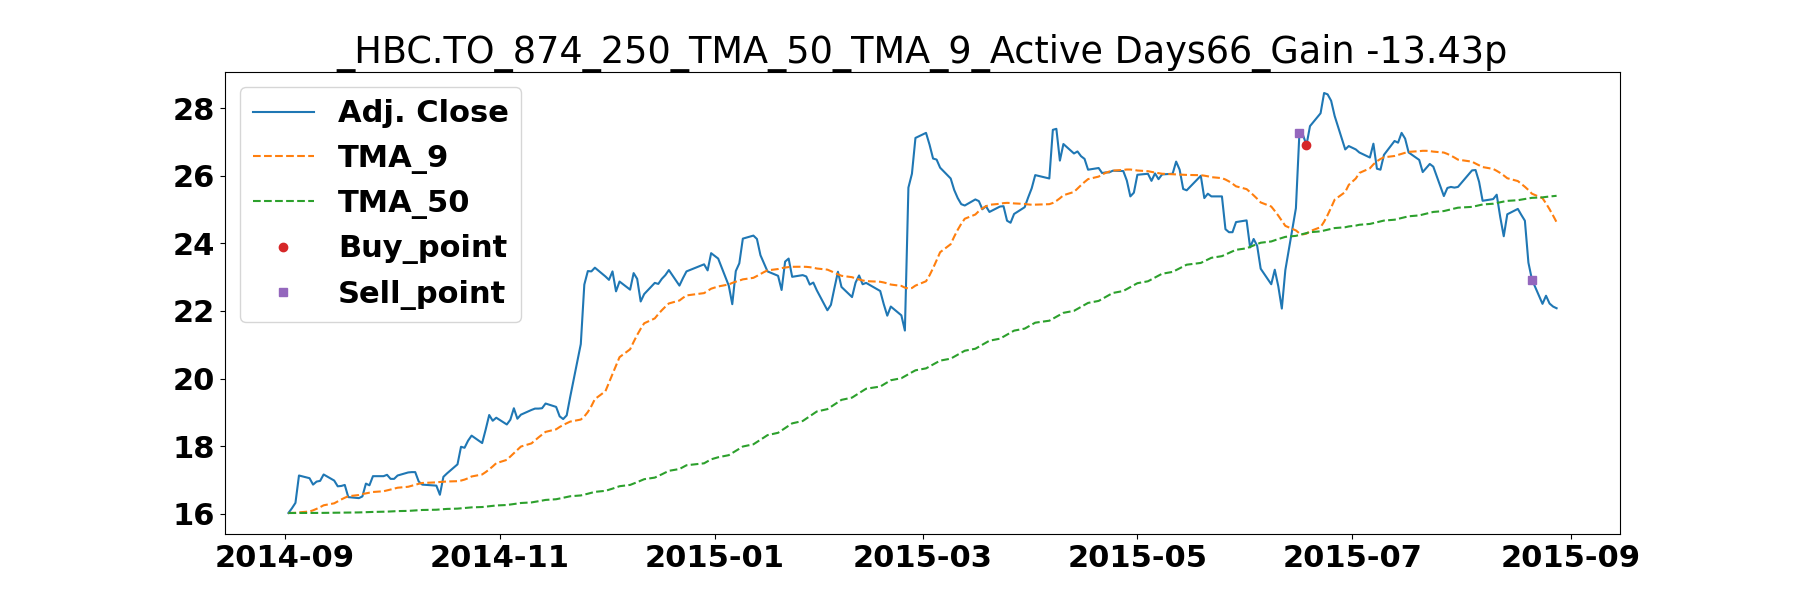 _HBC.TO_874_250_TMA_50_TMA_9_Active Days66_Gain -13.43p
Adj. Close
TMA_9
TMA_50
Buy_point
Sell_point
28
26
24
22
20
18
16
2014-09 2014-11 2015-01 2015-03 2015-05 2015-07 2015-09